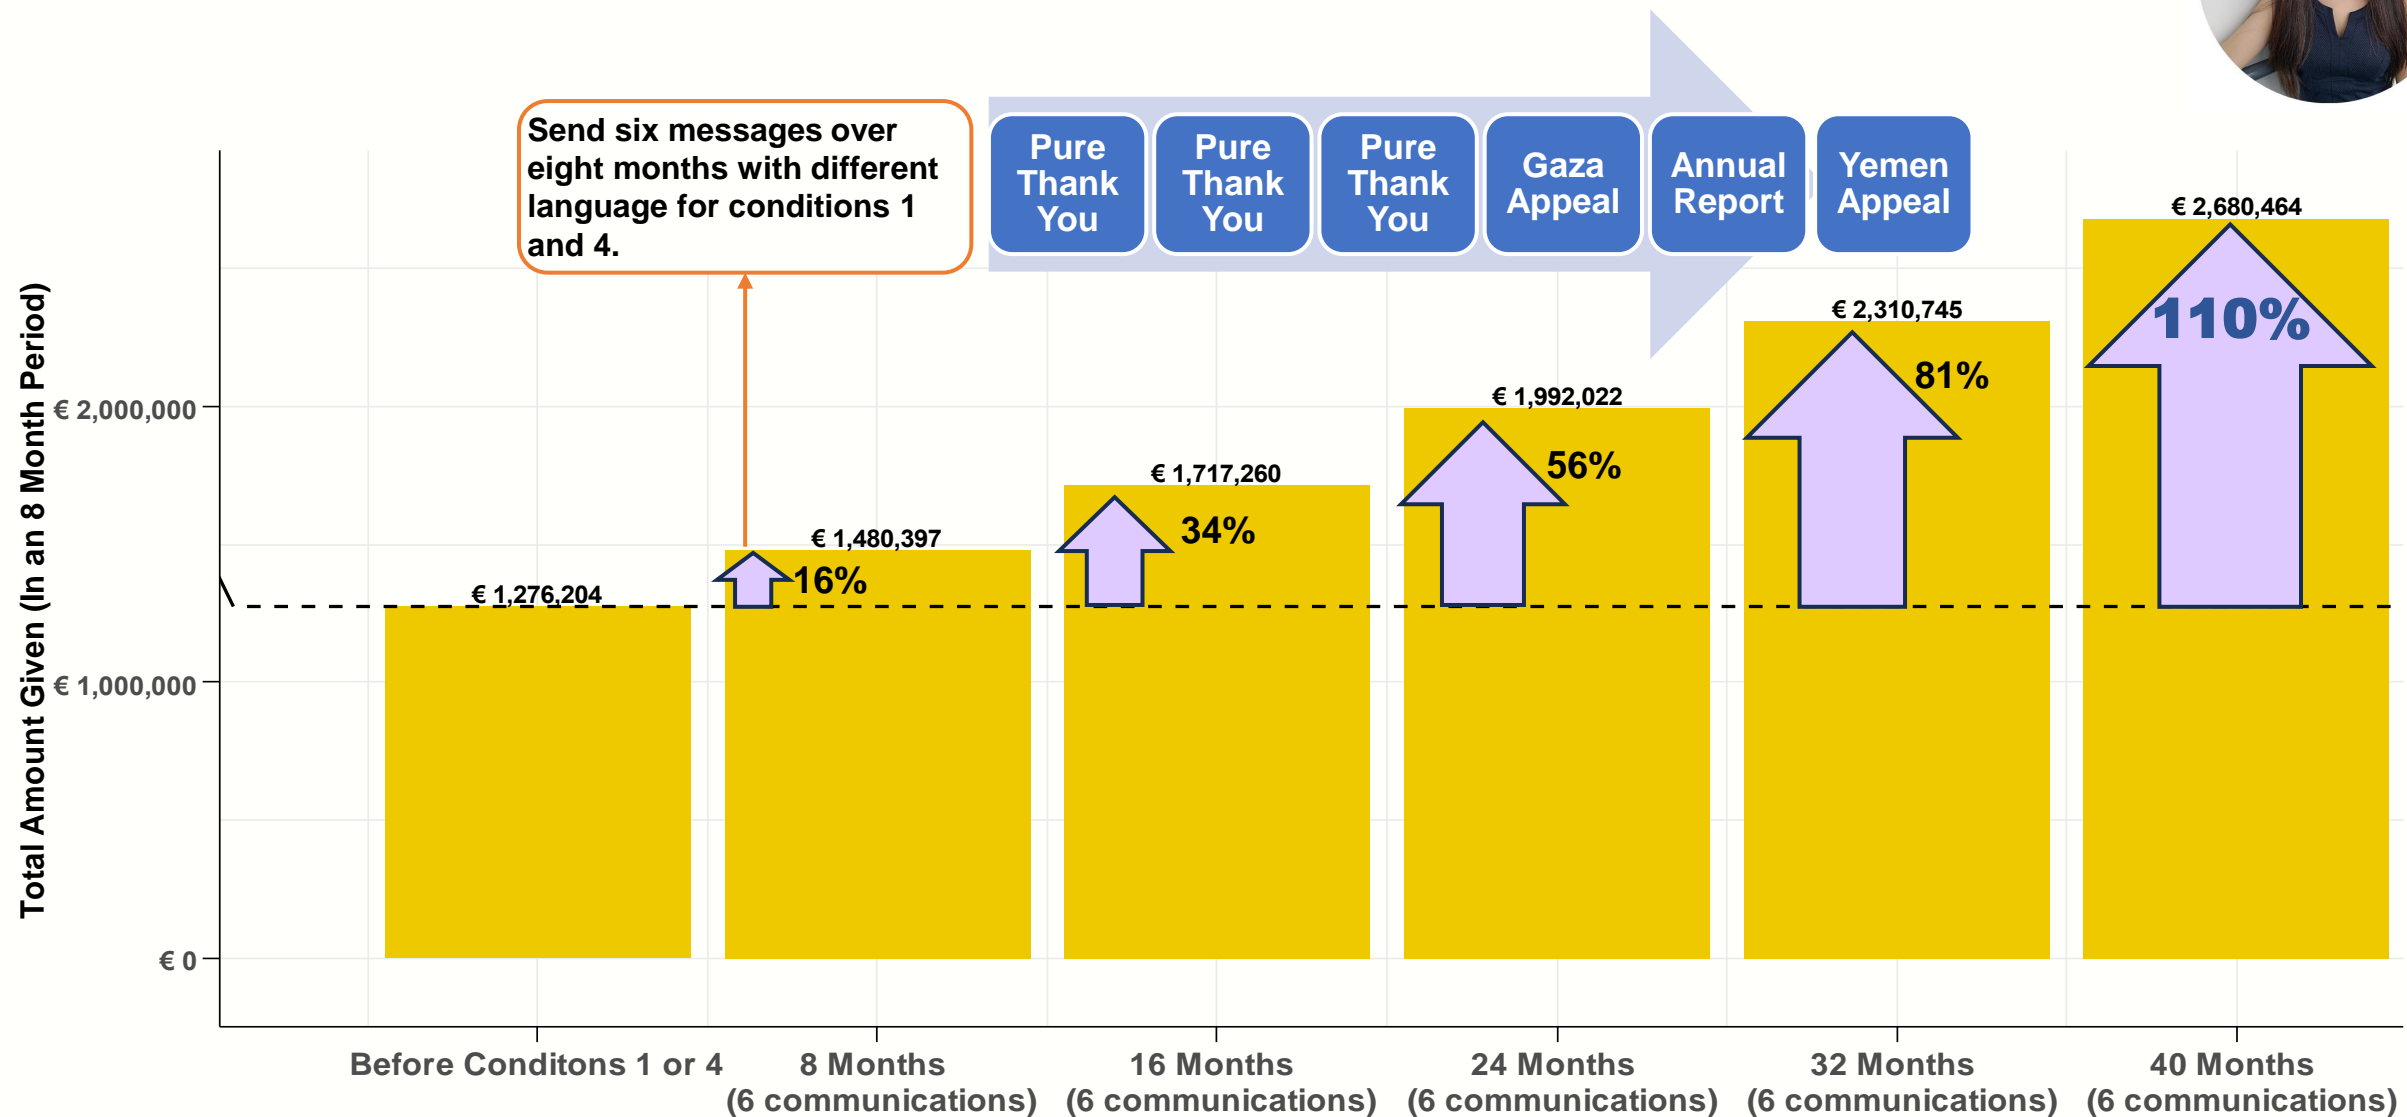 Send six messages over
eight months with different
language for conditions 1
and 4.
Pure
Thank
You
Pure
Thank
You
Pure
Thank
You
Gaza
Appeal
Annual
Report
Yemen
Appeal
Total Amount Given (In an 8 Month Period)
€ 2,000,000
€ 1,000,000
€ 0
€ 1,276,204
€ 1,480,397
16%
€ 1,717,260
34%
€ 1,992,022
56%
€ 2,310,745
81%
€ 2,680,464
110%
Before Conditons 1 or 4
8 Months
(6 communications)
16 Months
(6 communications)
24 Months
(6 communications)
32 Months
(6 communications)
40 Months
(6 communications)